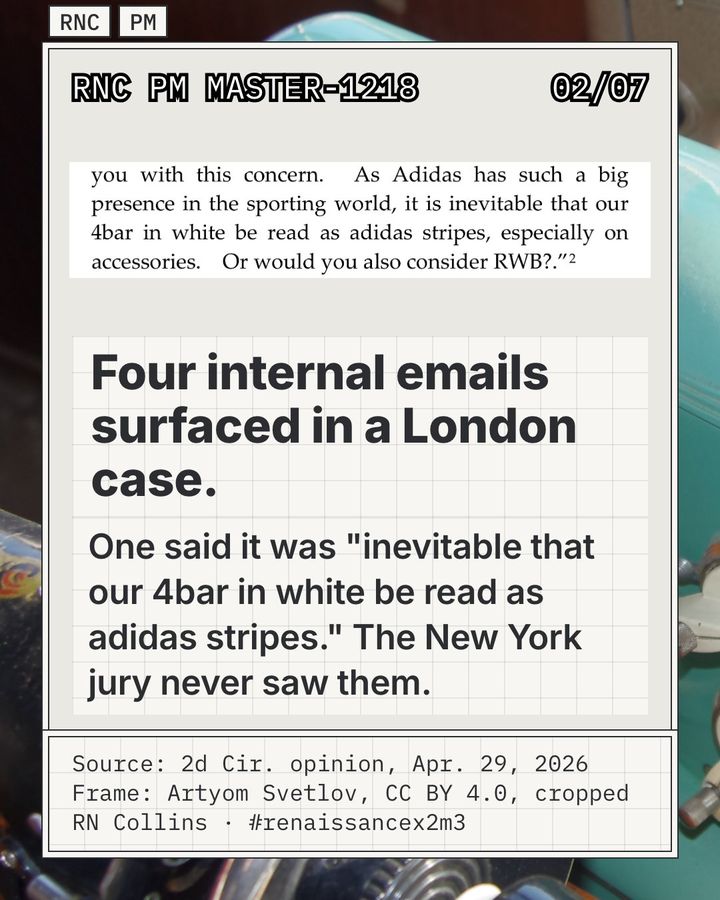 RNC PM
RNC PM MASTER-1218 02/07
you with this concern. As Adidas has such a big
presence in the sporting world, it is inevitable that our
4bar in white be read as adidas stripes, especially on
accessories. Or would you also consider RWB?.”²
Four internal emails
surfaced in a London
case.
One said it was "inevitable that
our 4bar in white be read as
adidas stripes." The New York
jury never saw them.
Source: 2d Cir. opinion, Apr. 29, 2026
Frame: Artyom Svetlov, CC BY 4.0, cropped
RN Collins · #renaissancex2m3